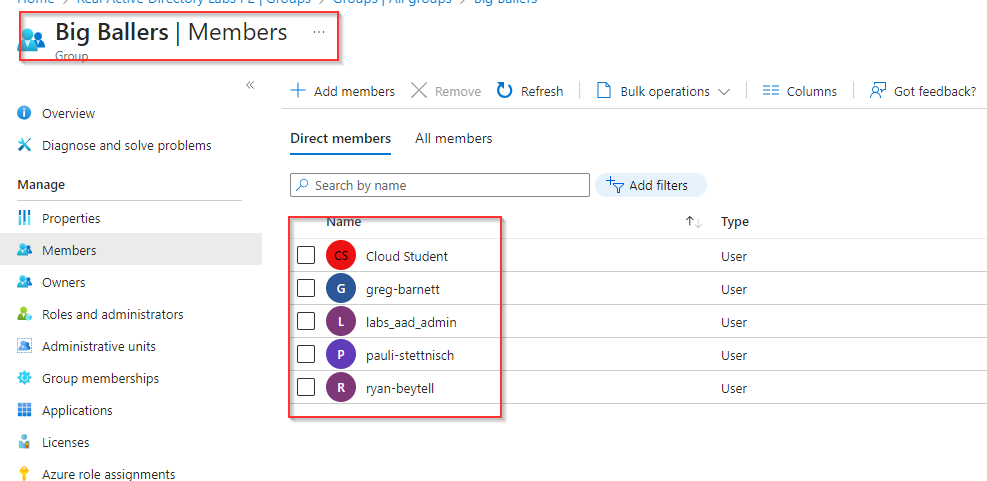 Home > Real Active Directory Labs PZ | Groups > Groups | All groups > Big Ballers
Big Ballers | Members ...
Group
«
Overview
Diagnose and solve problems
Manage
Properties
Members
Owners
Roles and administrators
Administrative units
Group memberships
Applications
Licenses
Azure role assignments
Add members Remove Refresh Bulk operations Columns Got feedback?
Direct members All members
Search by name Add filters
Name Type
CS Cloud Student User
G greg-barnett User
L labs_aad_admin User
P pauli-stettnisch User
R ryan-beytell User